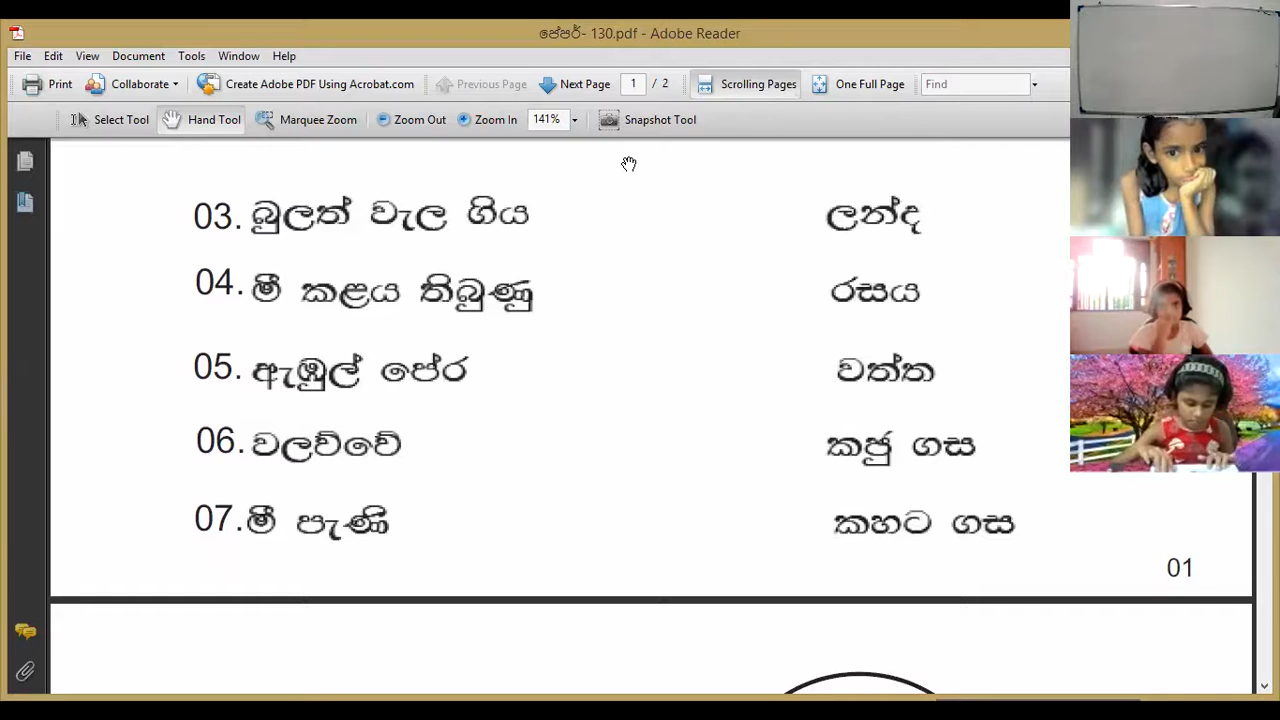 පේපර්- 130.pdf - Adobe Reader
File Edit View Document Tools Window Help
Print Collaborate Create Adobe PDF Using Acrobat.com Previous Page Next Page 1 / 2 Scrolling Pages One Full Page Find
Select Tool Hand Tool Marquee Zoom Zoom Out Zoom In 141% Snapshot Tool
03. බුලත් වැල ගිය ලන්ද
04. මී කළය තිබුණු රසය
05. ඇඹුල් පේර වත්ත
06. වලව්වේ කජු ගස
07. මී පැණි කහට ගස
01